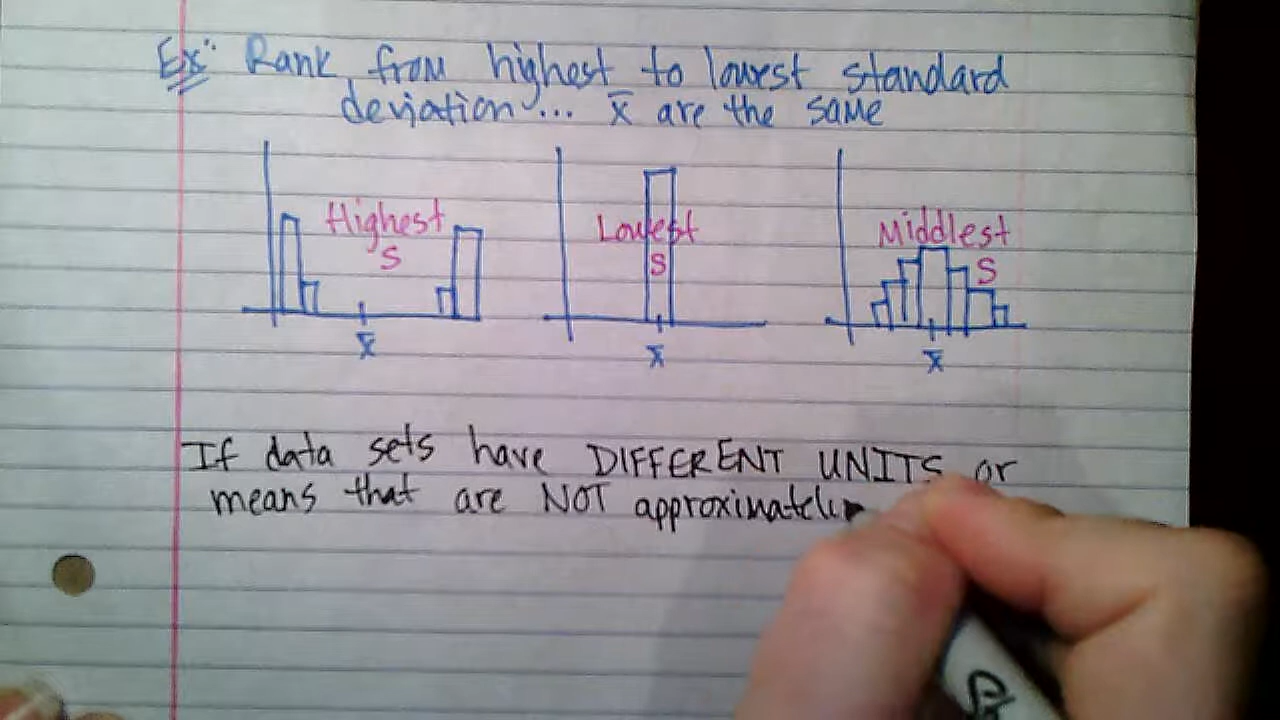 Ex: Rank from highest to lowest standard
deviation... x̄ are the same
Highest
S
Lowest
S
Middlest
S
x̄
x̄
x̄
If data sets have DIFFERENT UNITS or
means that are NOT approximately